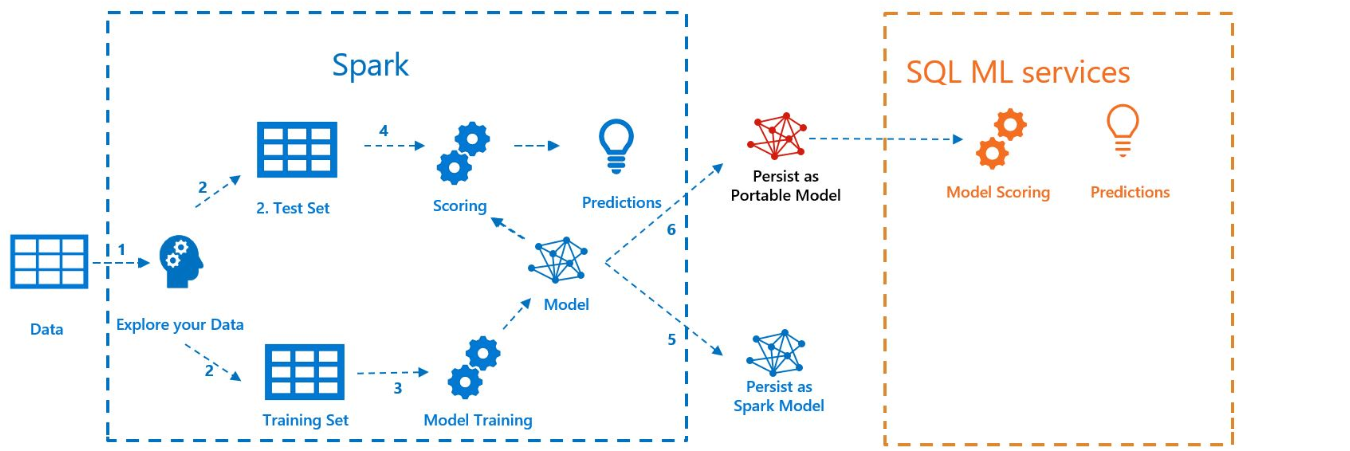 Spark
SQL ML services
4
2
2. Test Set
Scoring
Predictions
Persist as
Portable Model
Model Scoring
Predictions
6
1
Data
Explore your Data
Model
2
3
5
Training Set
Model Training
Persist as
Spark Model